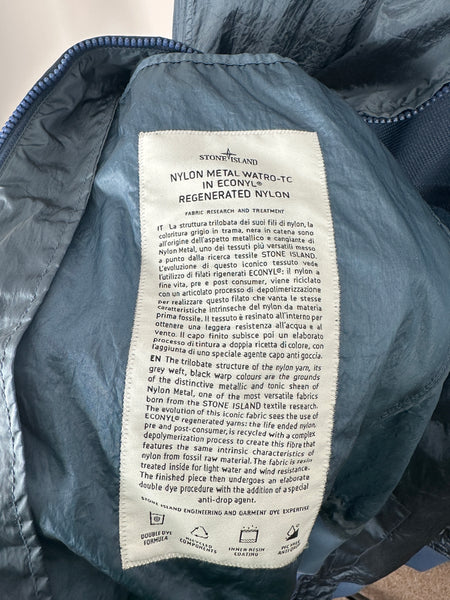 STONE ISLAND
NYLON METAL WATRO-TC
IN ECONYL®
REGENERATED NYLON
FABRIC RESEARCH AND TREATMENT
IT La struttura trilobata dei suoi fili di nylon, la
coloritura grigio in trama, nera in catena sono
all'origine dell'aspetto metallico e cangiante di
Nylon Metal, uno dei tessuti più versatili messo
a punto dalla ricerca tessile STONE ISLAND.
L'evoluzione di questo iconico tessuto vede
l'utilizzo di filati rigenerati ECONYL®: il nylon a
fine vita, pre e post consumer, viene riciclato
con un articolato processo di depolimerizzazione
per realizzare questo filato che vanta le stesse
caratteristiche intrinseche del nylon da materia
prima fossile. Il tessuto è resinato all'interno per
ottenere una leggera resistenza all'acqua e al
vento. Il capo finito subisce poi un elaborato
processo di tintura a doppia ricetta di colore, con
l'aggiunta di uno speciale agente capo anti goccia.
EN The trilobate structure of the nylon yarn, its
grey weft, black warp colours are the grounds
of the distinctive metallic and tonic sheen of
Nylon Metal, one of the most versatile fabrics
born from the STONE ISLAND textile research.
The evolution of this iconic fabric sees the use of
ECONYL® regenerated yarns: the life ended nylon,
pre and post-consumer, is recycled with a complex
depolymerization process to create this fibre that
features the same intrinsic characteristics of
nylon from fossil raw material. The fabric is resin
treated inside for light water and wind resistance.
The finished piece then undergoes an elaborate
double dye procedure with the addition of a special
anti-drop agent.
STONE ISLAND ENGINEERING AND GARMENT DYE EXPERTISE
DOUBLE DYE
FORMULA
RECYCLED
COMPONENTS
INNER RESIN
COATING
PFC FREE
ANTI-DROP